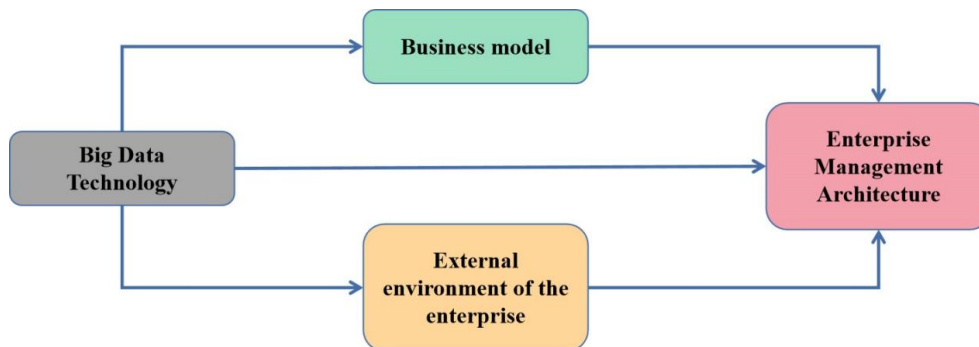 Business model
Big Data
Technology
Enterprise
Management
Architecture
External
environment of the
enterprise